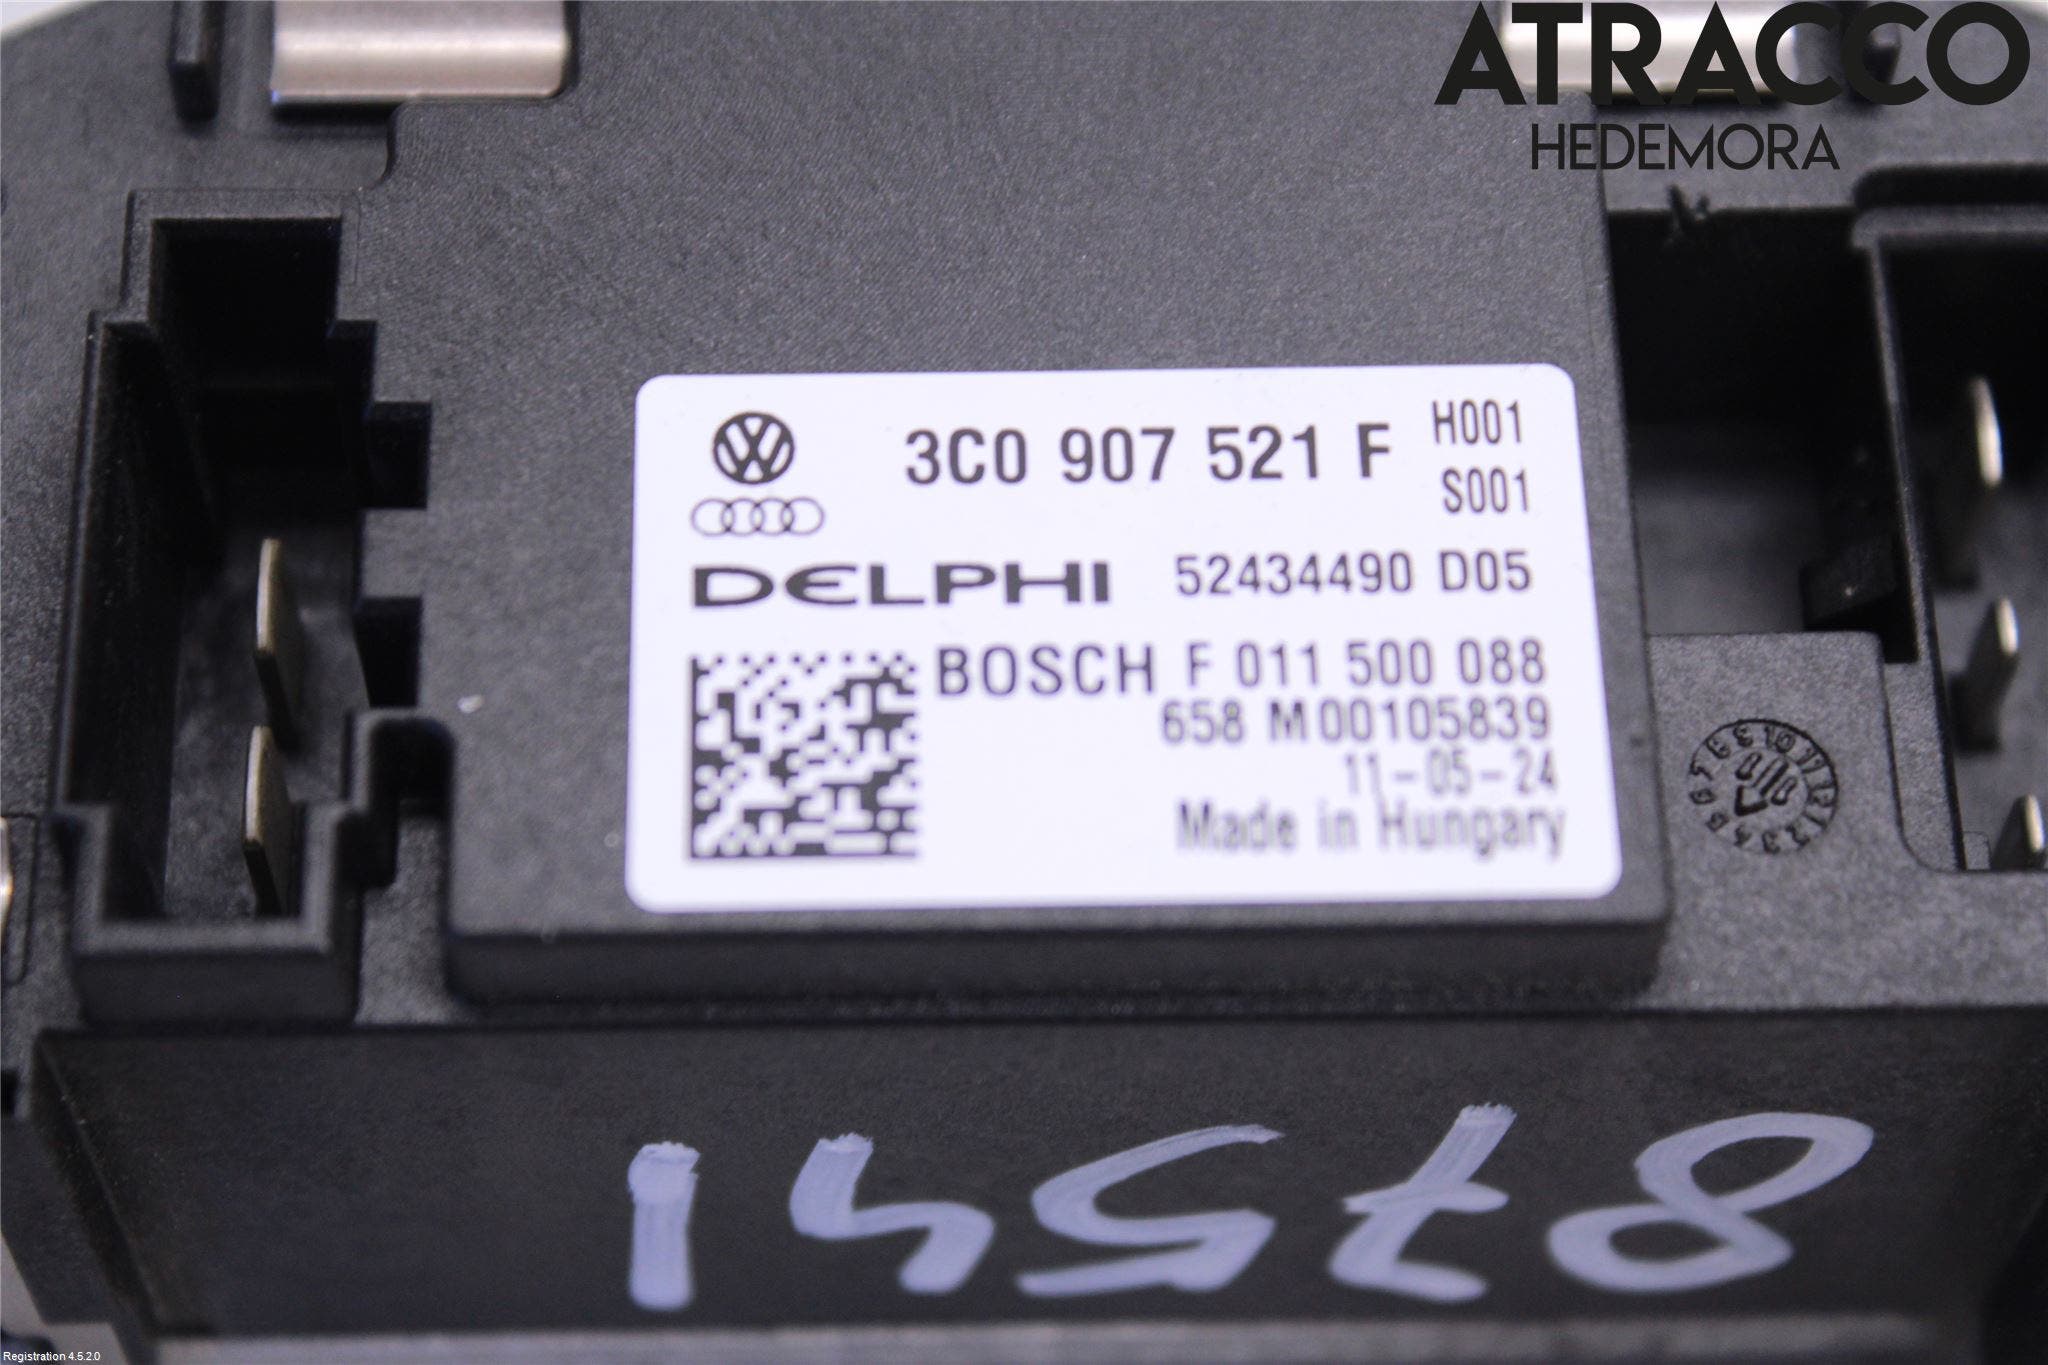 ATRACCO
HEDEMORA
3C0 907 521 F H001
S001
DELPHI 52434490 D05
BOSCH F 011 500 088
658 M00105839
11-05-24
Made in Hungary
87541
Registration 4.5.2.0